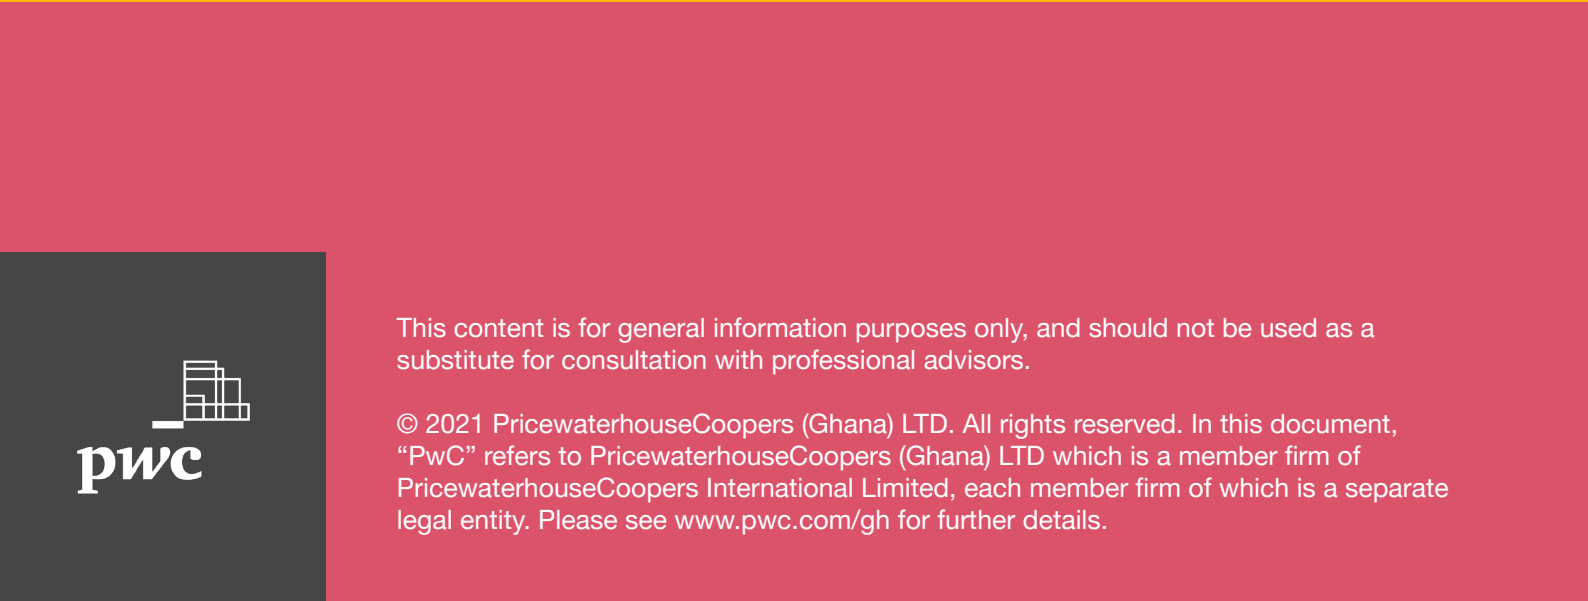 This content is for general information purposes only, and should not be used as a
substitute for consultation with professional advisors.
© 2021 PricewaterhouseCoopers (Ghana) LTD. All rights reserved. In this document,
“PwC” refers to PricewaterhouseCoopers (Ghana) LTD which is a member firm of
PricewaterhouseCoopers International Limited, each member firm of which is a separate
legal entity. Please see www.pwc.com/gh for further details.
pwc